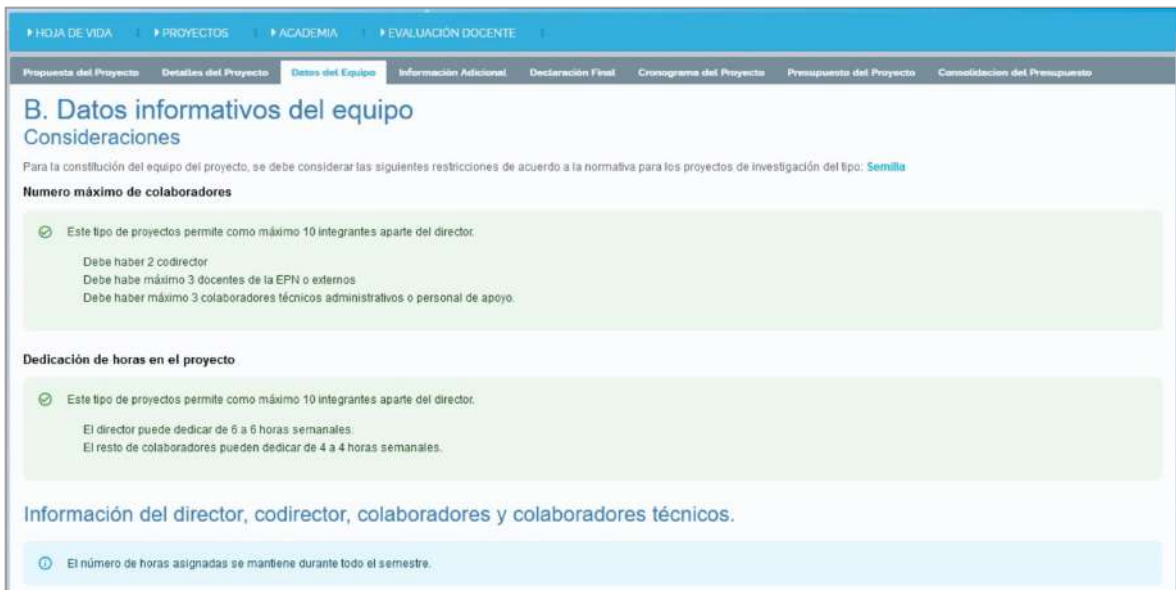 HOJA DE VIDA PROYECTOS ACADEMIA EVALUACIÓN DOCENTE
Propuesta del Proyecto Detalles del Proyecto Datos del Equipo Información Adicional Declaración Final Cronograma del Proyecto Presupuesto del Proyecto Consolidacion del Presupuesto
B. Datos informativos del equipo
Consideraciones
Para la constitución del equipo del proyecto, se debe considerar las siguientes restricciones de acuerdo a la normativa para los proyectos de investigación del tipo: Semilla
Numero máximo de colaboradores
Este tipo de proyectos permite como máximo 10 integrantes aparte del director.
Debe haber 2 codirector
Debe habe máximo 3 docentes de la EPN o externos
Debe haber máximo 3 colaboradores técnicos administrativos o personal de apoyo.
Dedicación de horas en el proyecto
Este tipo de proyectos permite como máximo 10 integrantes aparte del director.
El director puede dedicar de 6 a 6 horas semanales.
El resto de colaboradores pueden dedicar de 4 a 4 horas semanales.
Información del director, codirector, colaboradores y colaboradores técnicos.
El número de horas asignadas se mantiene durante todo el semestre.